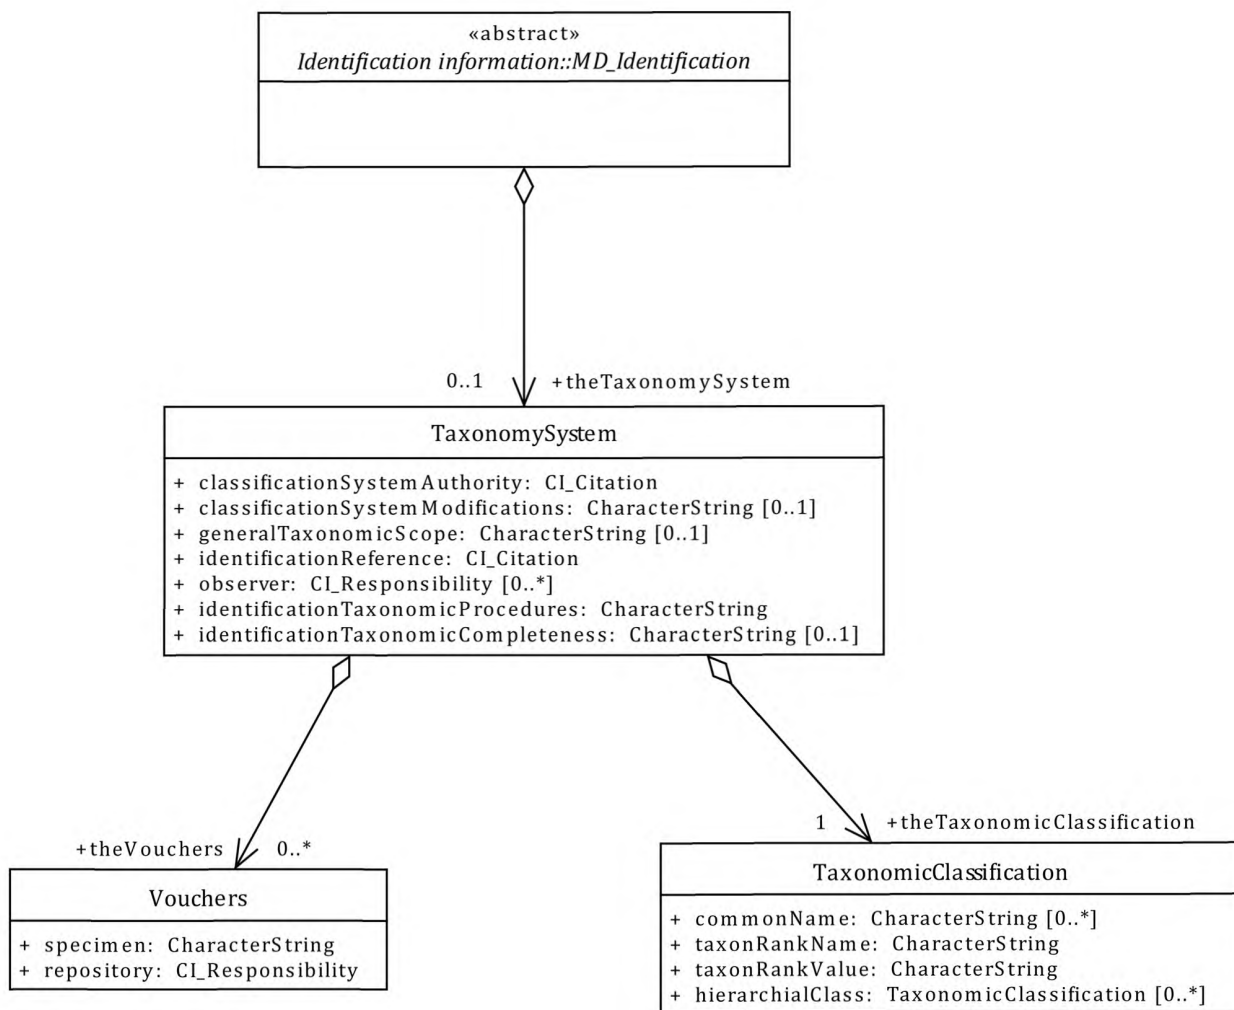 «abstract»
Identification information::MD_Identification
0..1 +theTaxonomySystem
TaxonomySystem
+ classificationSystemAuthority: CI_Citation
+ classificationSystemModifications: CharacterString [0..1]
+ generalTaxonomicScope: CharacterString [0..1]
+ identificationReference: CI_Citation
+ observer: CI_Responsibility [0..*]
+ identificationTaxonomicProcedures: CharacterString
+ identificationTaxonomicCompleteness: CharacterString [0..1]
+theVouchers 0..*
Vouchers
+ specimen: CharacterString
+ repository: CI_Responsibility
1 +theTaxonomicClassification
TaxonomicClassification
+ commonName: CharacterString [0..*]
+ taxonRankName: CharacterString
+ taxonRankValue: CharacterString
+ hierarchialClass: TaxonomicClassification [0..*]